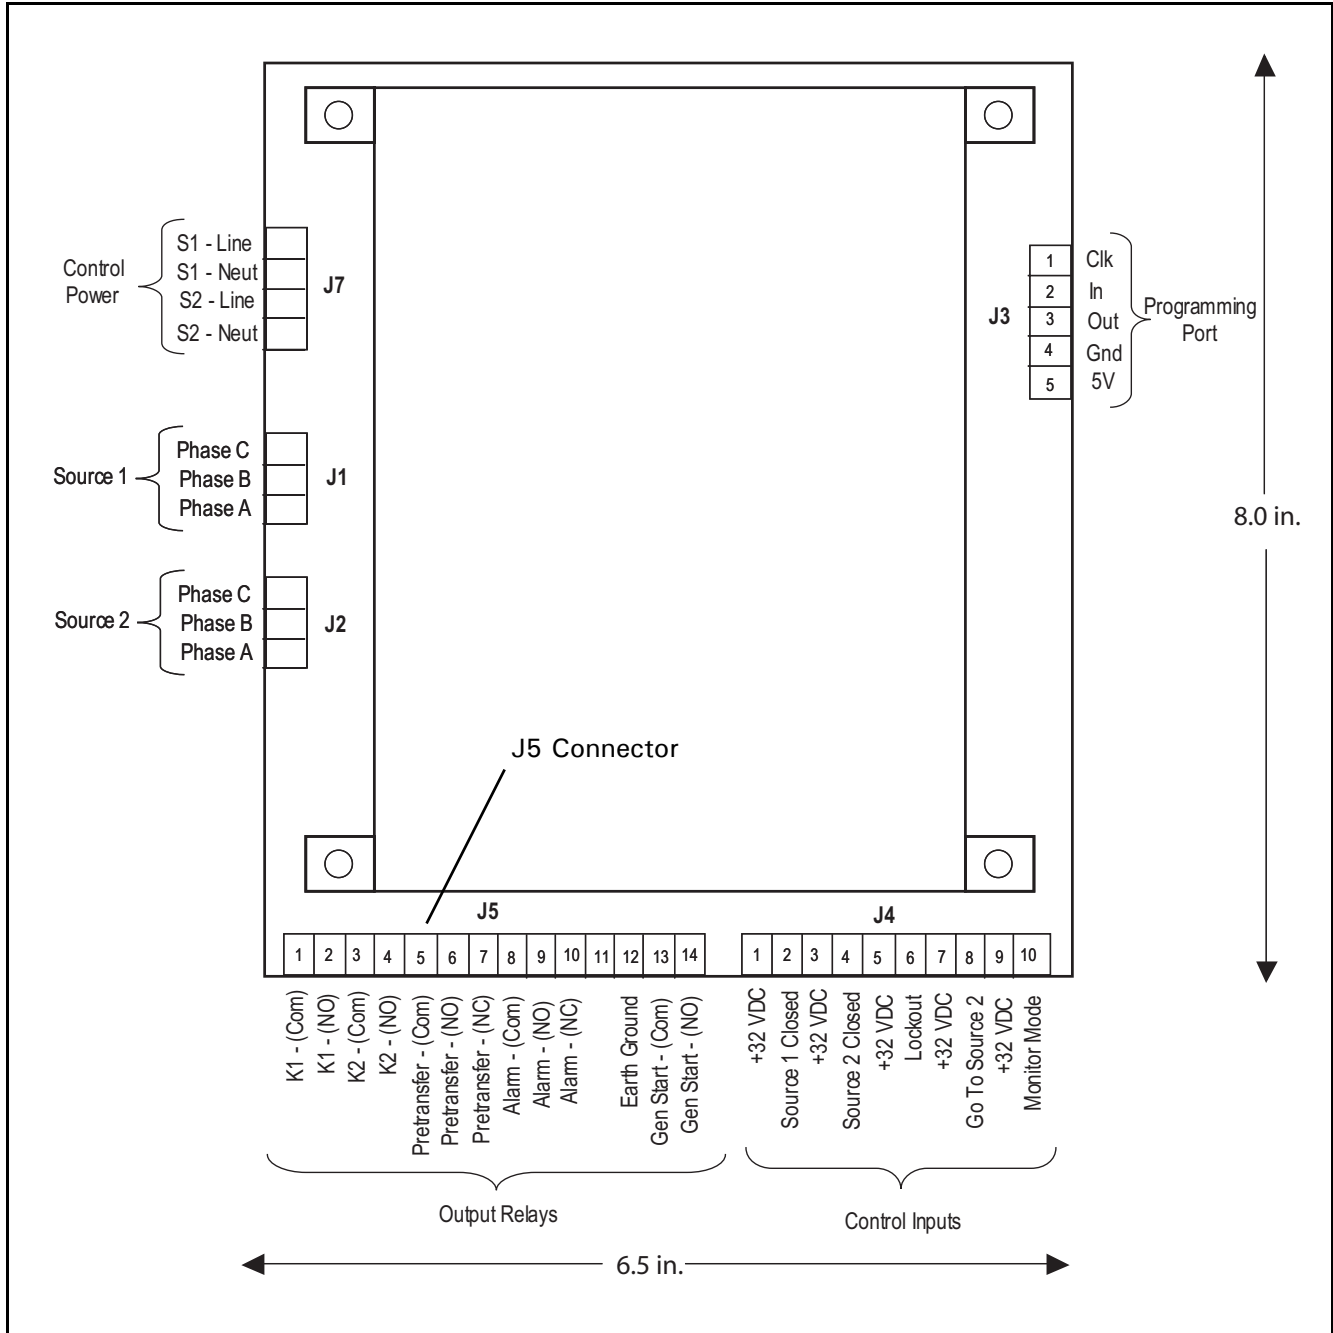 S1 - Line
S1 - Neut
S2 - Line
S2 - Neut
Control
Power
J7
1 Clk
2 In
3 Out
4 Gnd
5 5V
J3
Programming
Port
Phase C
Phase B
Phase A
Source 1
J1
8.0 in.
Phase C
Phase B
Phase A
Source 2
J2
J5 Connector
J5
J4
1 2 3 4 5 6 7 8 9 10 11 12 13 14
1 2 3 4 5 6 7 8 9 10
K1 - (Com)
K1 - (NO)
K2 - (Com)
K2 - (NO)
Pretransfer - (Com)
Pretransfer - (NO)
Pretransfer - (NC)
Alarm - (Com)
Alarm - (NO)
Alarm - (NC)
Earth Ground
Gen Start - (Com)
Gen Start - (NO)
+32 VDC
Source 1 Closed
+32 VDC
Source 2 Closed
+32 VDC
Lockout
+32 VDC
Go To Source 2
+32 VDC
Monitor Mode
Output Relays
Control Inputs
6.5 in.